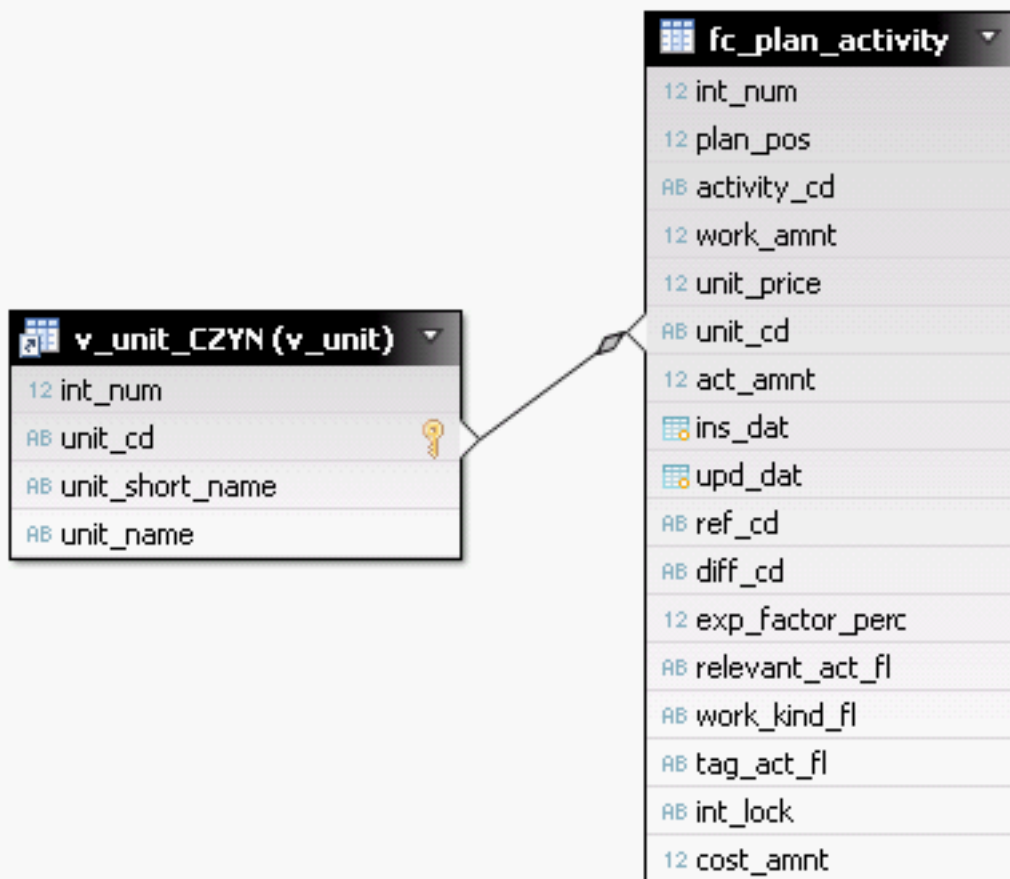 fc_plan_activity
12 int_num
12 plan_pos
AB activity_cd
12 work_amnt
12 unit_price
AB unit_cd
12 act_amnt
ins_dat
upd_dat
AB ref_cd
AB diff_cd
12 exp_factor_perc
AB relevant_act_fl
AB work_kind_fl
AB tag_act_fl
AB int_lock
12 cost_amnt
v_unit_CZYN (v_unit)
12 int_num
AB unit_cd
AB unit_short_name
AB unit_name